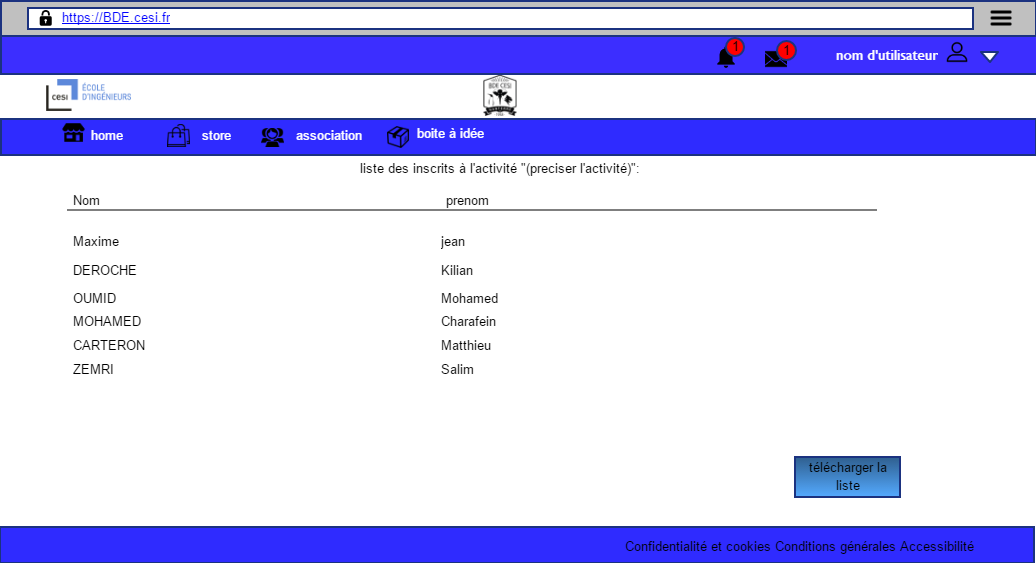 https://BDE.cesi.fr
1
1
nom d'utilisateur
cesi
ÉCOLE
D'INGÉNIEURS
BDE CESI
home store association boite à idée
liste des inscrits à l'activité "(preciser l'activité)":
Nom prenom
Maxime jean
DEROCHE Kilian
OUMID Mohamed
MOHAMED Charafein
CARTERON Matthieu
ZEMRI Salim
télécharger la
liste
Confidentialité et cookies Conditions générales Accessibilité